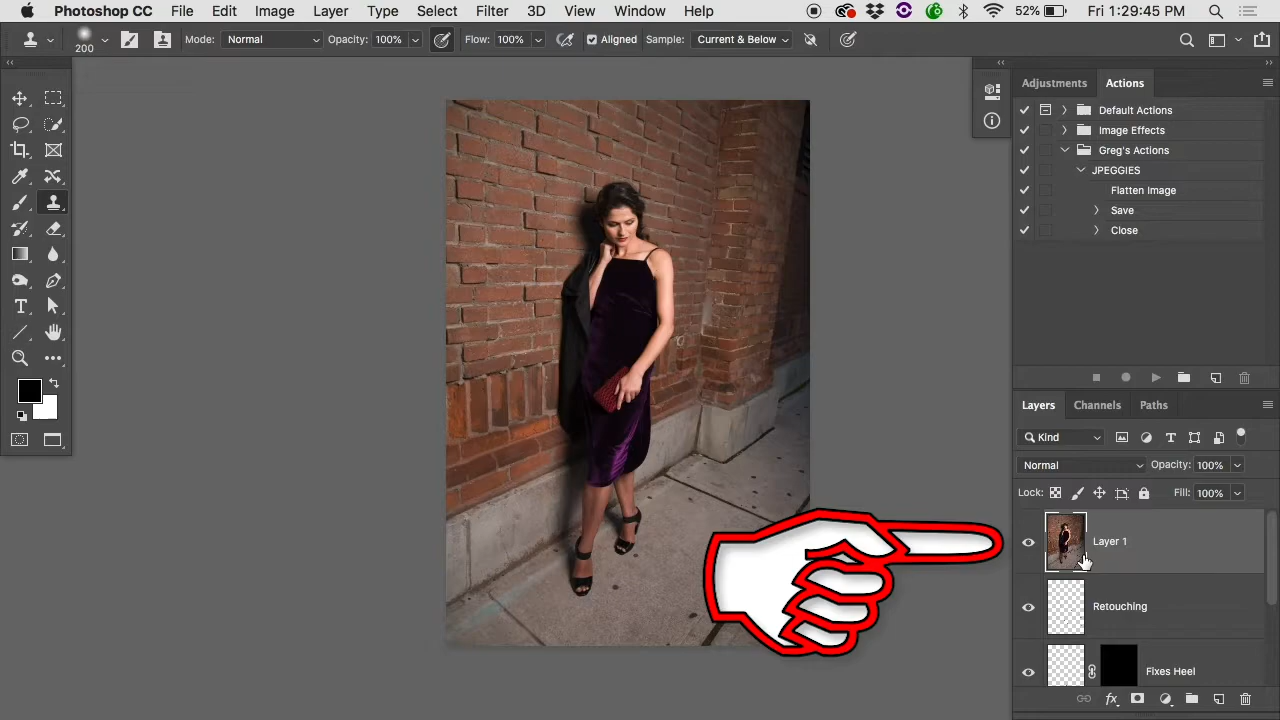 Photoshop CC File Edit Image Layer Type Select Filter 3D View Window Help 52% Fri 1:29:45 PM
200 Mode: Normal Opacity: 100% Flow: 100% Aligned Sample: Current & Below
Adjustments Actions
Default Actions
Image Effects
Greg's Actions
JPEGGIES
Flatten Image
Save
Close
Layers Channels Paths
Kind
Normal Opacity: 100%
Lock: Fill: 100%
Layer 1
Retouching
Fixes Heel